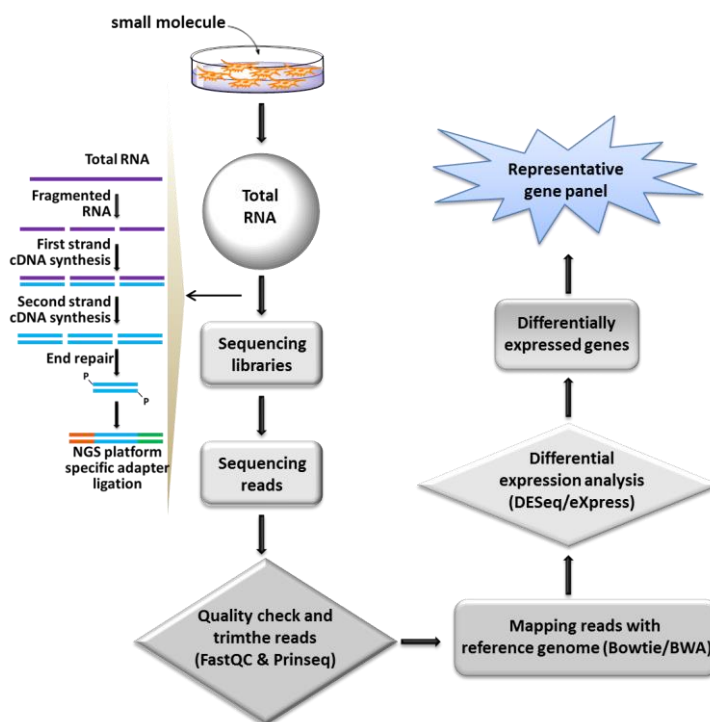 small molecule
Total RNA
Fragmented
RNA
First strand
cDNA synthesis
Second strand
cDNA synthesis
End repair
P
P
NGS platform
specific adapter
ligation
Total
RNA
Sequencing
libraries
Sequencing
reads
Quality check and
trimthe reads
(FastQC & Prinseq)
Mapping reads with
reference genome (Bowtie/BWA)
Differential
expression analysis
(DESeq/eXpress)
Differentially
expressed genes
Representative
gene panel